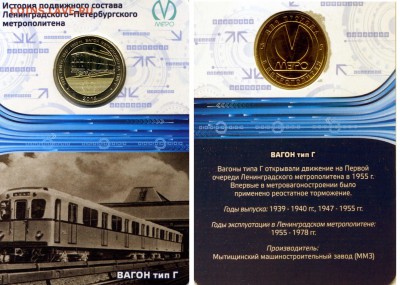 История подвижного состава
Ленинградского-Петербургского
метрополитена
МЕТРО
ВАГОН тип Г
МЕТРО
ВАГОН тип Г
Вагоны типа Г открывали движение на Первой
очереди Ленинградского метрополитена в 1955 г.
Впервые в метровагоностроении было
применено реостатное торможение.
Годы выпуска: 1939 - 1940 гг., 1947 - 1955 гг.
Годы эксплуатации в Ленинградском метрополитене:
1955 - 1978 гг.
Производитель:
Мытищинский машиностроительный завод (ММЗ)